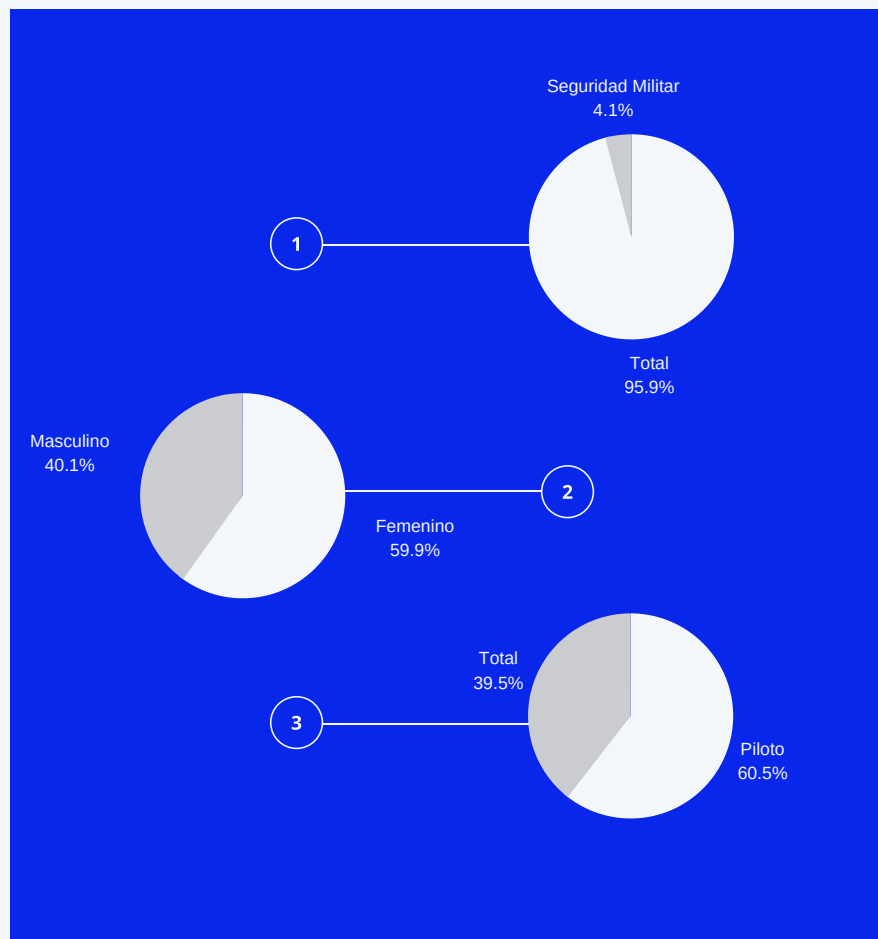 Seguridad Militar
4.1%
1
Total
95.9%
Masculino
40.1%
2
Femenino
59.9%
Total
39.5%
3
Piloto
60.5%